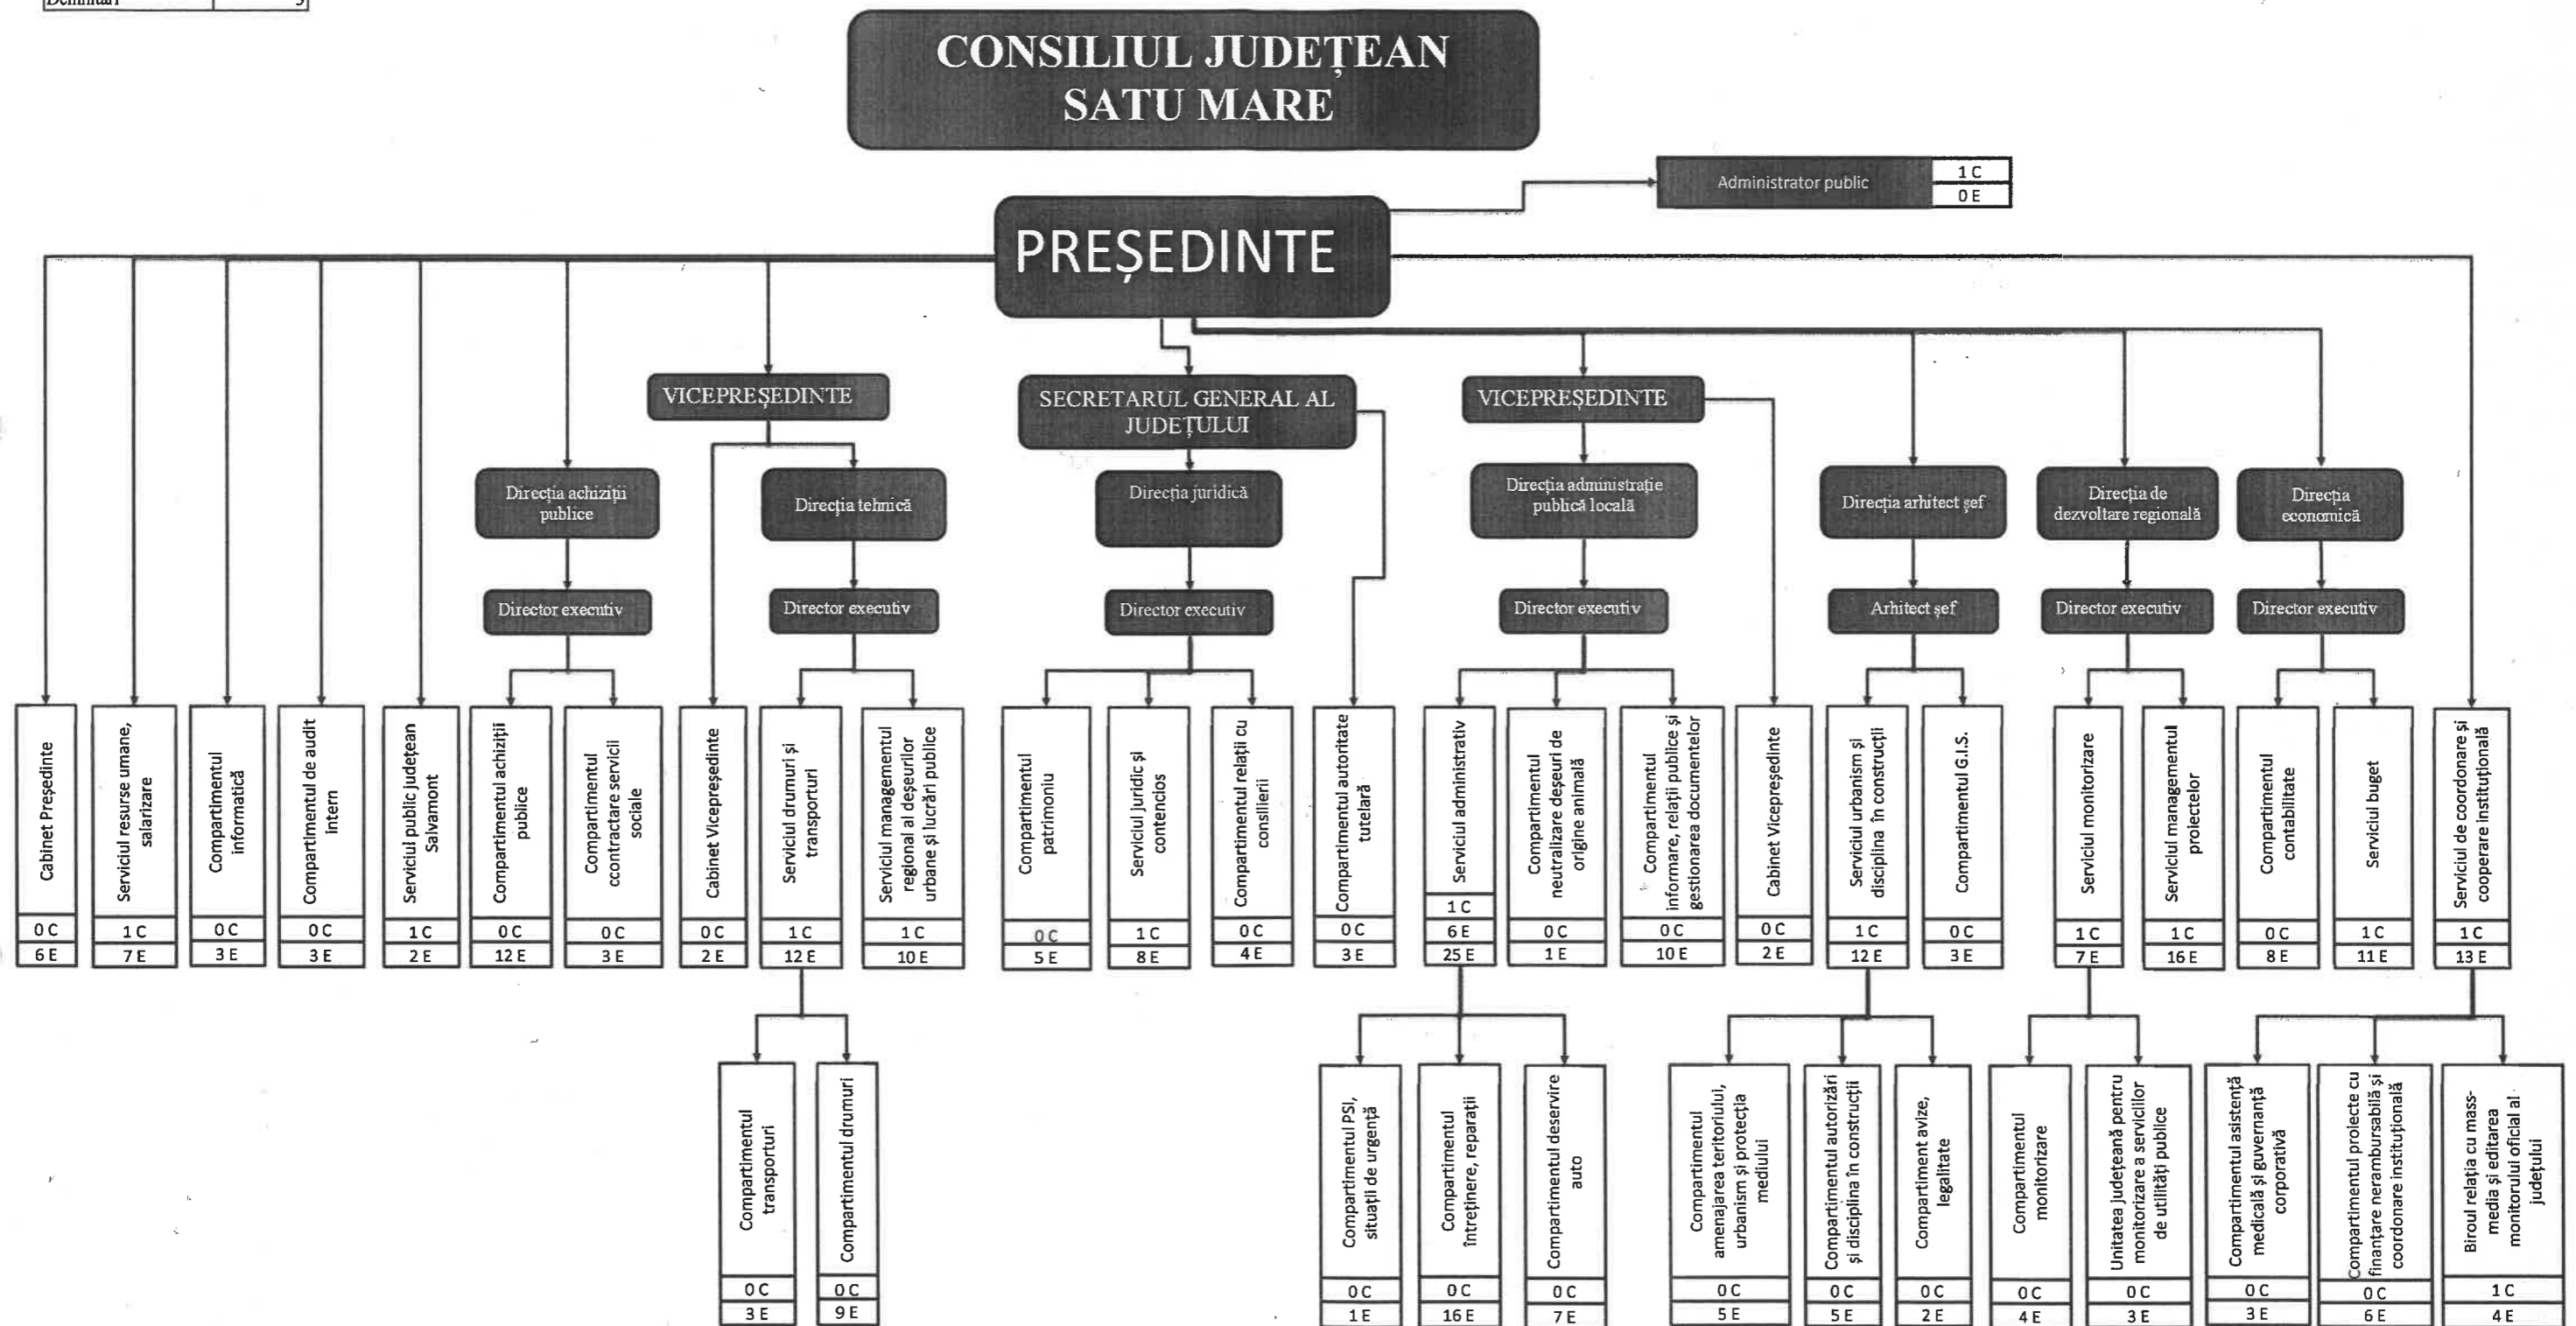 Demnitari 3
CONSILIUL JUDEȚEAN
SATU MARE
Administrator public
1 C
0 E
PREȘEDINTE
VICEPREȘEDINTE
SECRETARUL GENERAL AL
JUDEȚULUI
VICEPREȘEDINTE
Direcția achiziții
publice
Direcția tehnică
Direcția juridică
Direcția administrație
publică locală
Direcția arhitect șef
Direcția de
dezvoltare regională
Direcția
economică
Director executiv
Director executiv
Director executiv
Director executiv
Arhitect șef
Director executiv
Director executiv
Cabinet Președinte
0 C
6 E
Serviciul resurse umane,
salarizare
1 C
7 E
Compartimentul
informatică
0 C
3 E
Compartimentul de audit
intern
0 C
3 E
Serviciul public județean
Salvamont
1 C
2 E
Compartimentul achiziții
publice
0 C
12 E
Compartimentul
ccontractare servicii
sociale
0 C
3 E
Cabinet Vicepreședinte
0 C
2 E
Serviciul drumuri și
transporturi
1 C
12 E
Serviciul managementul
regional al deșeurilor
urbane și lucrări publice
1 C
10 E
Compartimentul
patrimoniu
0 C
5 E
Serviciul juridic și
contencios
1 C
8 E
Compartimentul relații cu
consilierii
0 C
4 E
Compartimentul autoritate
tutelară
0 C
3 E
Serviciul administrativ
1 C
6 E
25 E
Compartimentul
neutralizare deșeuri de
origine animală
0 C
1 E
Compartimentul
informare, relații publice și
gestionarea documentelor
0 C
10 E
Cabinet Vicepreședinte
0 C
2 E
Serviciul urbanism și
disciplina în construcții
1 C
12 E
Compartimentul G.I.S.
0 C
3 E
Serviciul monitorizare
1 C
7 E
Serviciul managementul
proiectelor
1 C
16 E
Compartimentul
contabilitate
0 C
8 E
Serviciul buget
1 C
11 E
Serviciul de coordonare și
cooperare instituțională
1 C
13 E
Compartimentul
transporturi
0 C
3 E
Compartimentul drumuri
0 C
9 E
Compartimentul PSI,
situații de urgență
0 C
1 E
Compartimentul
întreținere, reparații
0 C
16 E
Compartimentul deservire
auto
0 C
7 E
Compartimentul
amenajarea teritoriului,
urbanism și protecția
mediului
0 C
5 E
Compartimentul autorizări
și disciplina în construcții
0 C
5 E
Compartiment avize,
legalitate
0 C
2 E
Compartimentul
monitorizare
0 C
4 E
Unitatea județeană pentru
monitorizare a serviciilor
de utilități publice
0 C
3 E
Compartimentul asistență
medicală și guvernanță
corporativă
0 C
3 E
Compartimentul proiecte cu
finanțare nerambursabilă și
coordonare instituțională
0 C
6 E
Biroul relația cu mass-
media și editarea
monitorului oficial al
județului
1 C
4 E